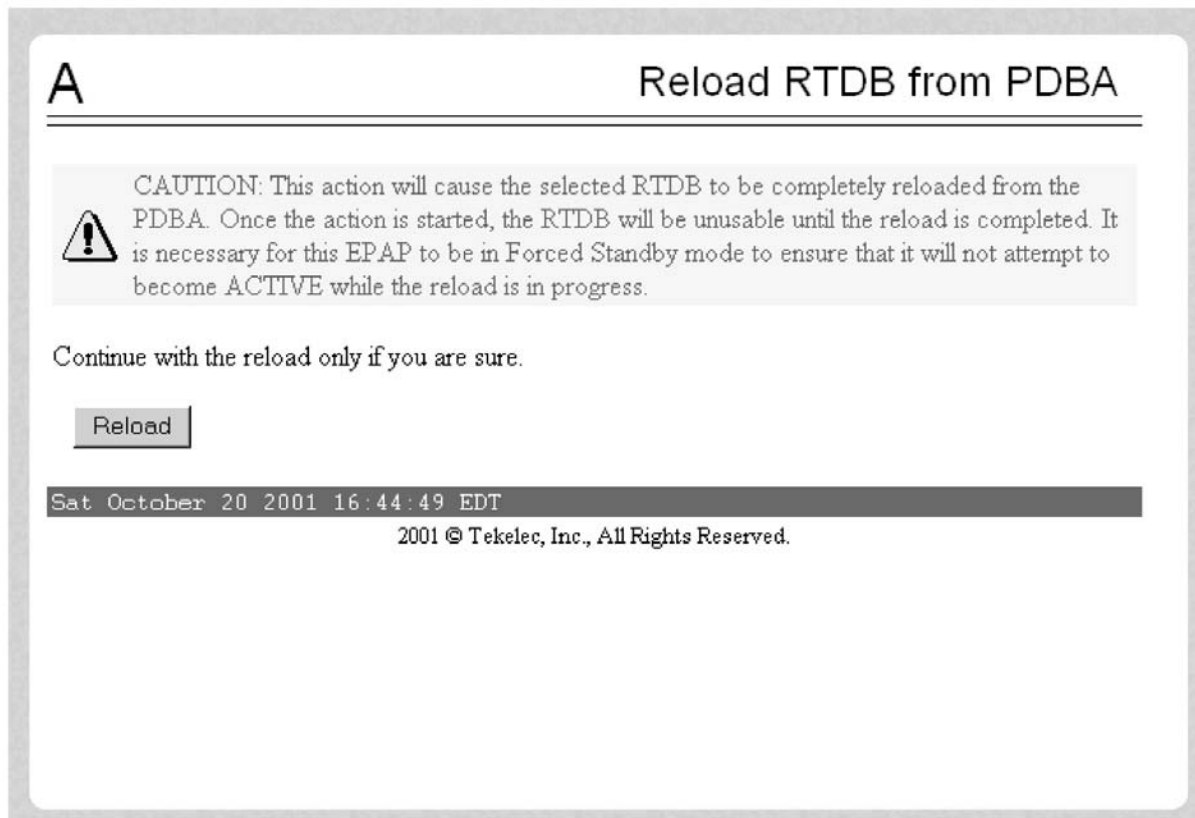 A
Reload RTDB from PDBA
CAUTION: This action will cause the selected RTDB to be completely reloaded from the
PDBA. Once the action is started, the RTDB will be unusable until the reload is completed. It
is necessary for this EPAP to be in Forced Standby mode to ensure that it will not attempt to
become ACTIVE while the reload is in progress.
Continue with the reload only if you are sure.
Reload
Sat October 20 2001 16:44:49 EDT
2001 © Tekelec, Inc., All Rights Reserved.